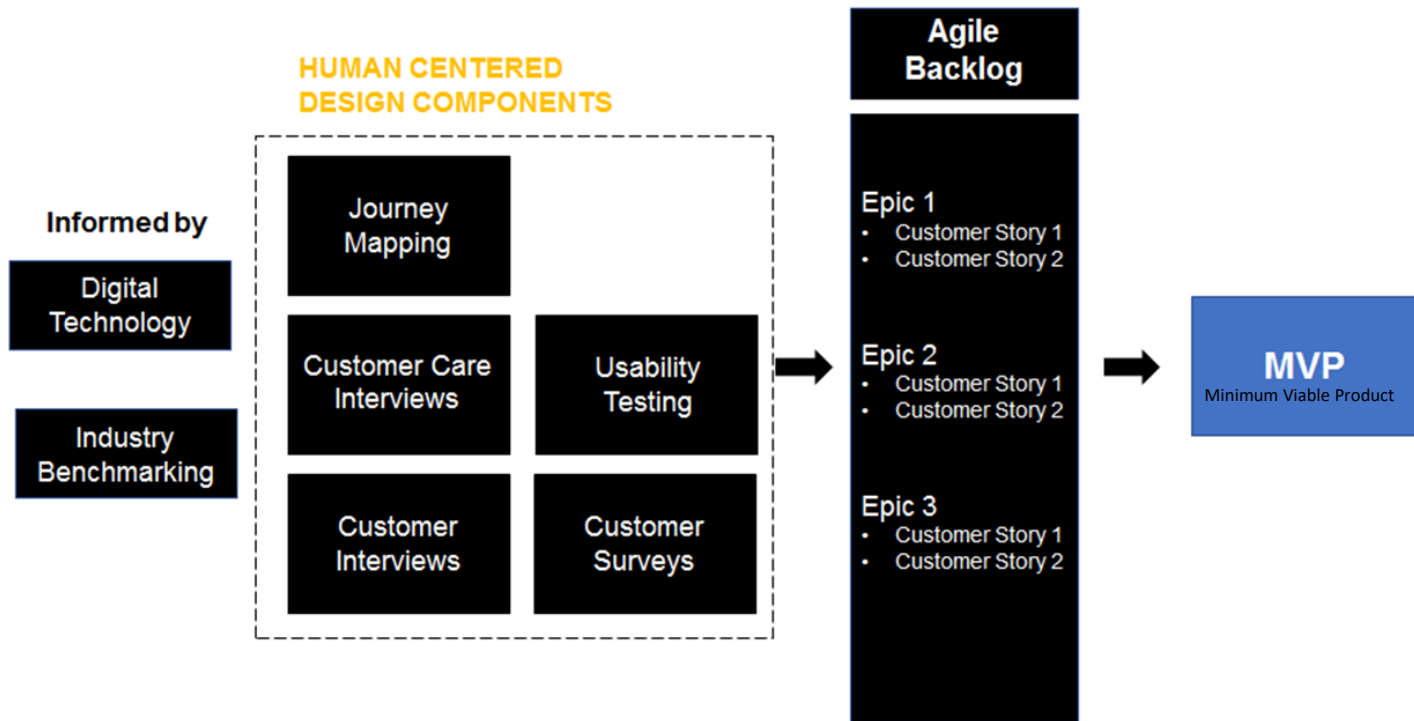 Informed by
Digital
Technology
Industry
Benchmarking
HUMAN CENTERED
DESIGN COMPONENTS
Journey
Mapping
Customer Care
Interviews
Usability
Testing
Customer
Interviews
Customer
Surveys
Agile
Backlog
Epic 1
• Customer Story 1
• Customer Story 2
Epic 2
• Customer Story 1
• Customer Story 2
Epic 3
• Customer Story 1
• Customer Story 2
MVP
Minimum Viable Product